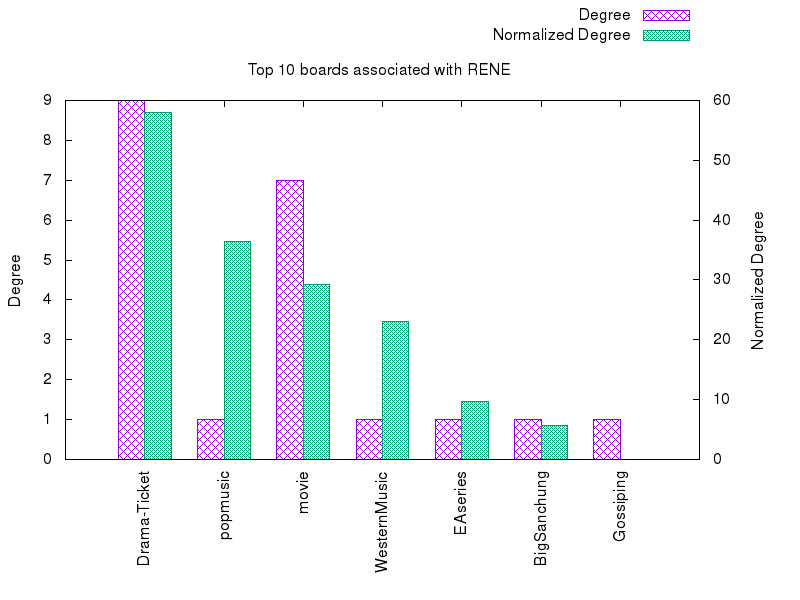 Degree
Normalized Degree
Top 10 boards associated with RENE
9
8
7
6
5
4
3
2
1
0
Degree
60
50
40
30
20
10
0
Normalized Degree
Drama-Ticket
popmusic
movie
WesternMusic
EAseries
BigSanchung
Gossiping